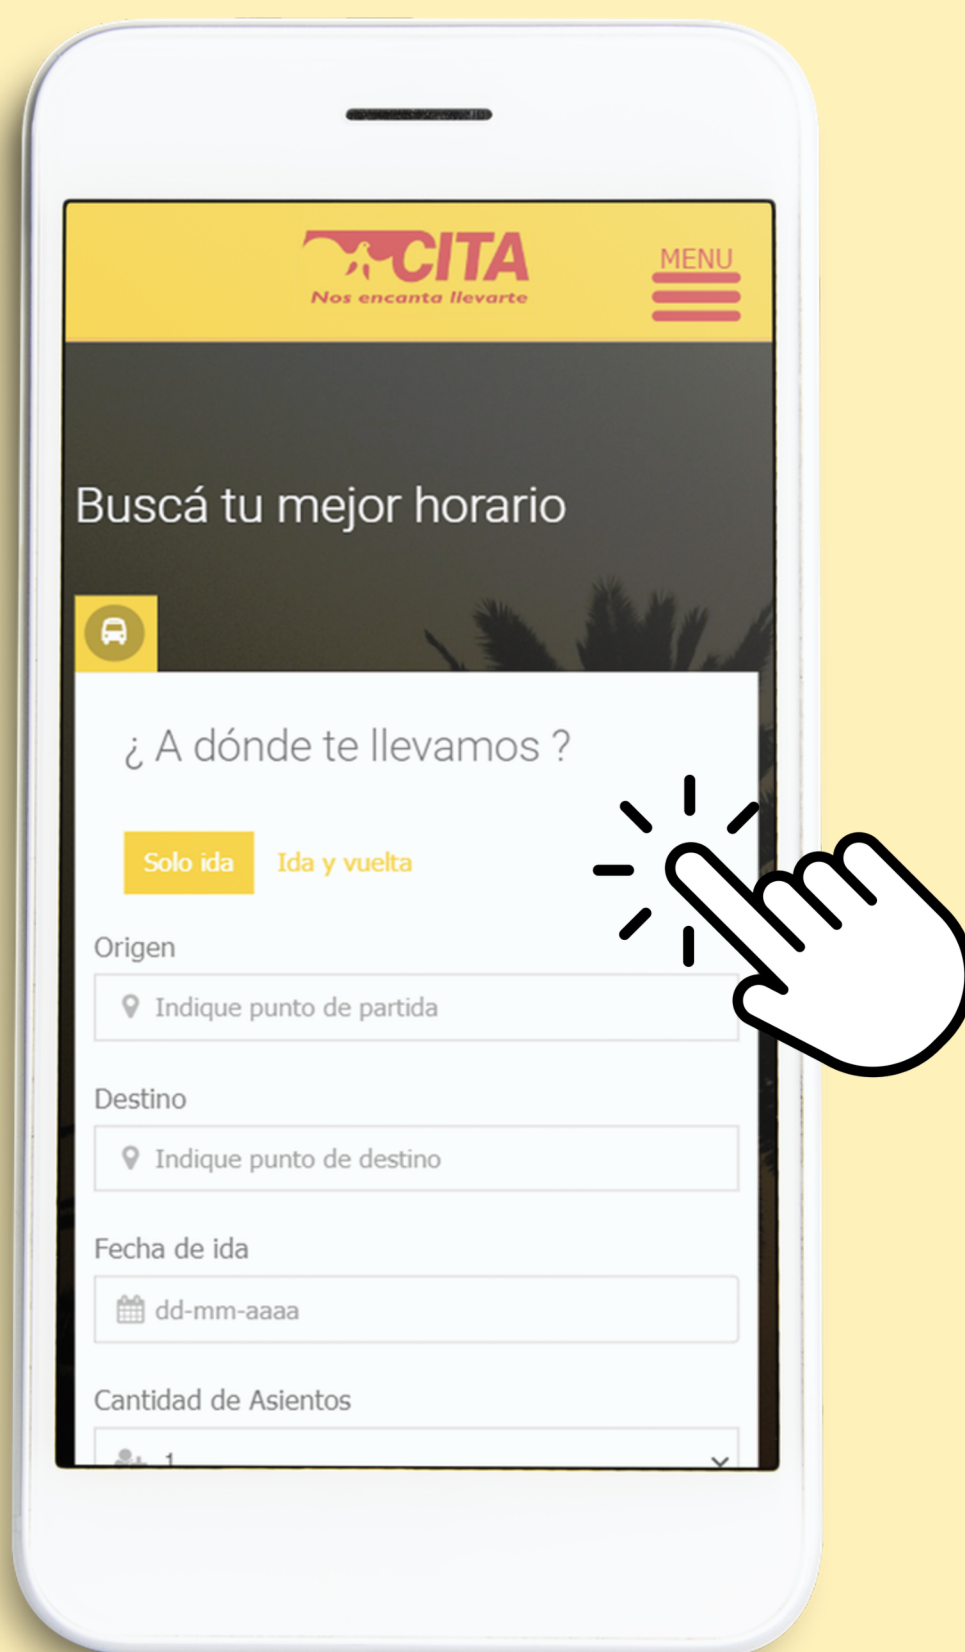 CITA
Nos encanta llevarte
MENU
Buscá tu mejor horario
¿ A dónde te llevamos ?
Solo ida
Ida y vuelta
Origen
Indique punto de partida
Destino
Indique punto de destino
Fecha de ida
dd-mm-aaaa
Cantidad de Asientos
1